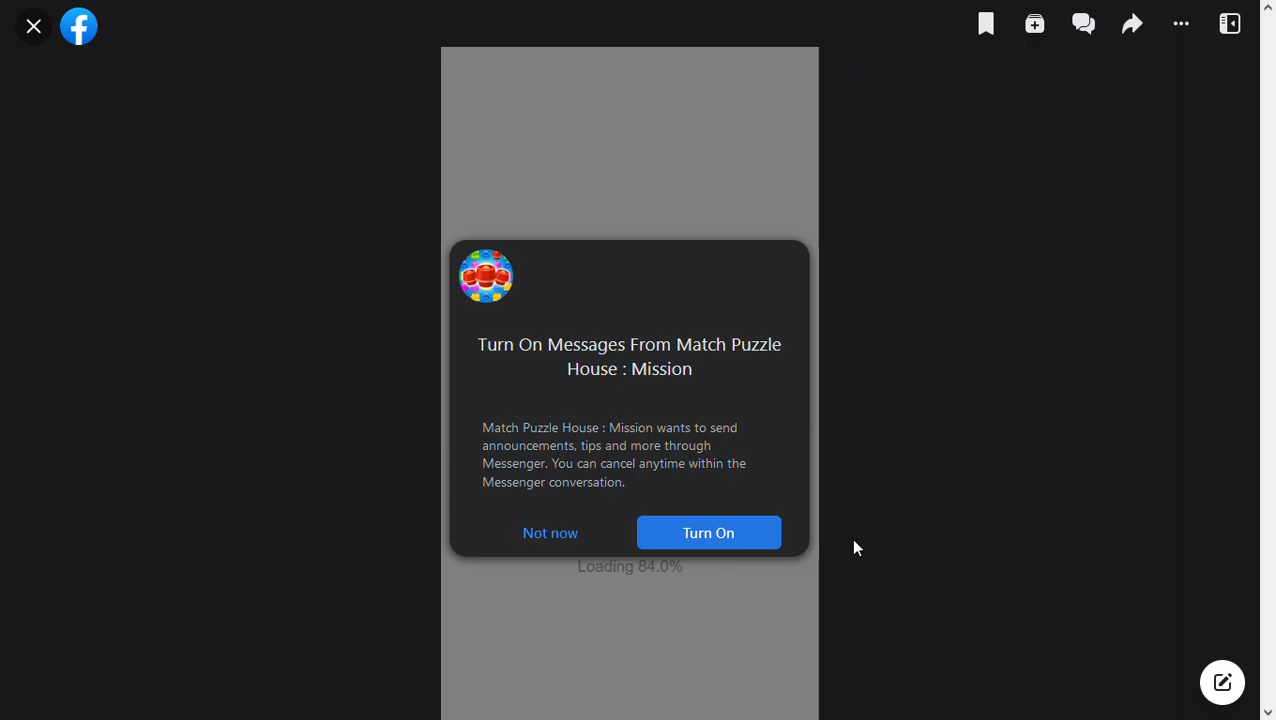 Turn On Messages From Match Puzzle
House : Mission
Match Puzzle House : Mission wants to send
announcements, tips and more through
Messenger. You can cancel anytime within the
Messenger conversation.
Not now
Turn On
Loading 84.0%